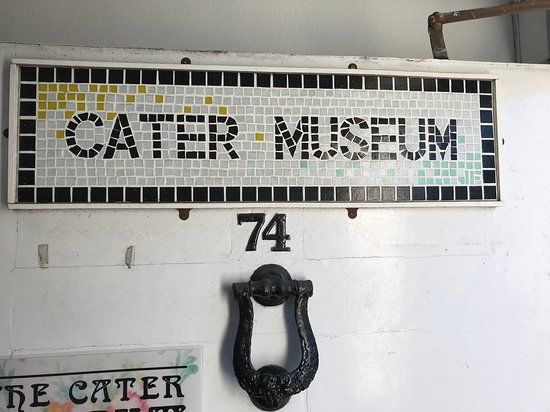 CATER MUSEUM
74
THE CATER